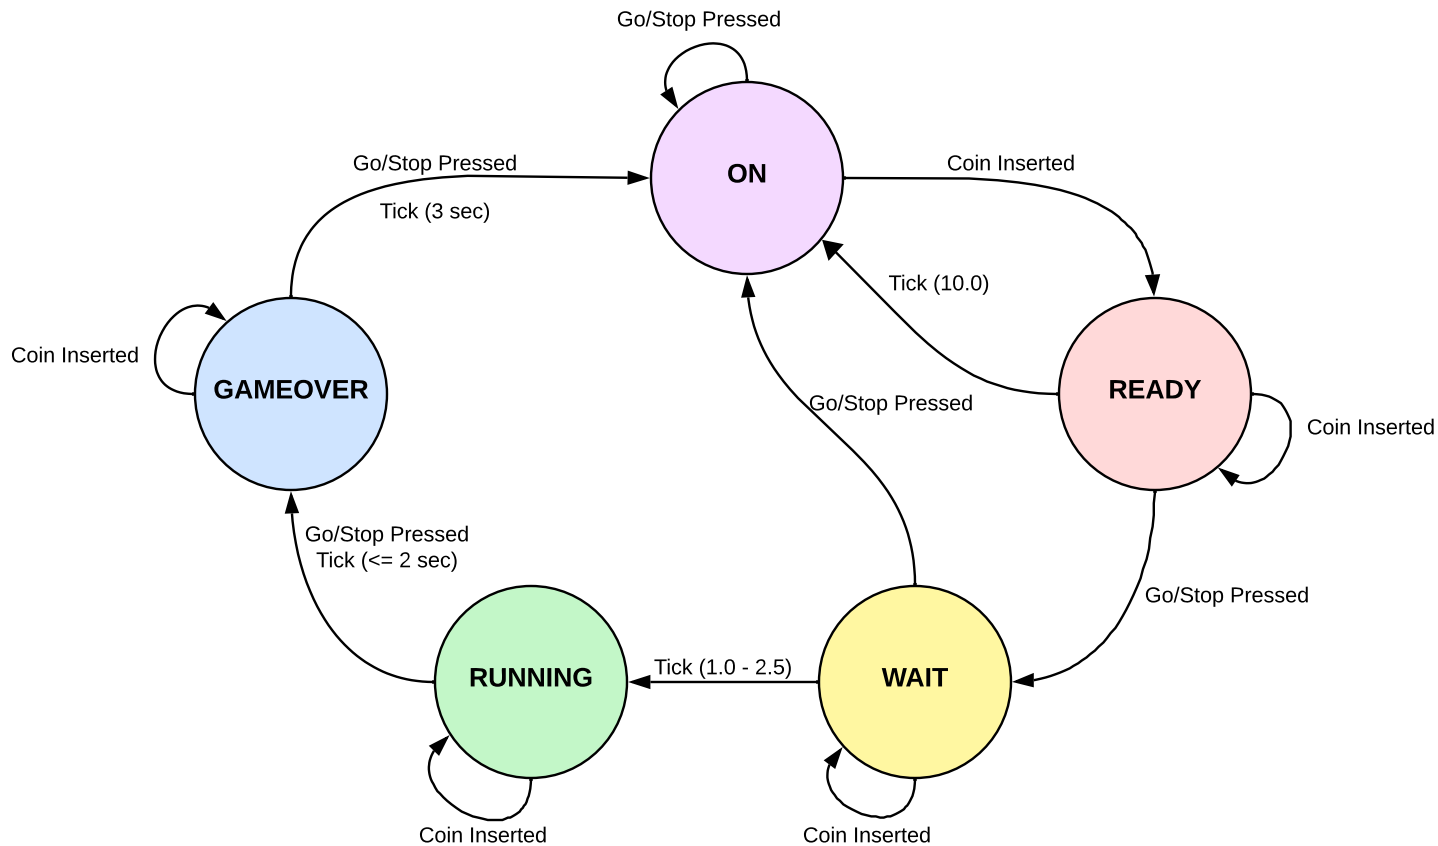 Go/Stop Pressed
ON
Go/Stop Pressed
Tick (3 sec)
Coin Inserted
Tick (10.0)
Coin Inserted
GAMEOVER
READY
Coin Inserted
Go/Stop Pressed
Go/Stop Pressed
Tick (<= 2 sec)
Go/Stop Pressed
RUNNING
Tick (1.0 - 2.5)
WAIT
Coin Inserted
Coin Inserted